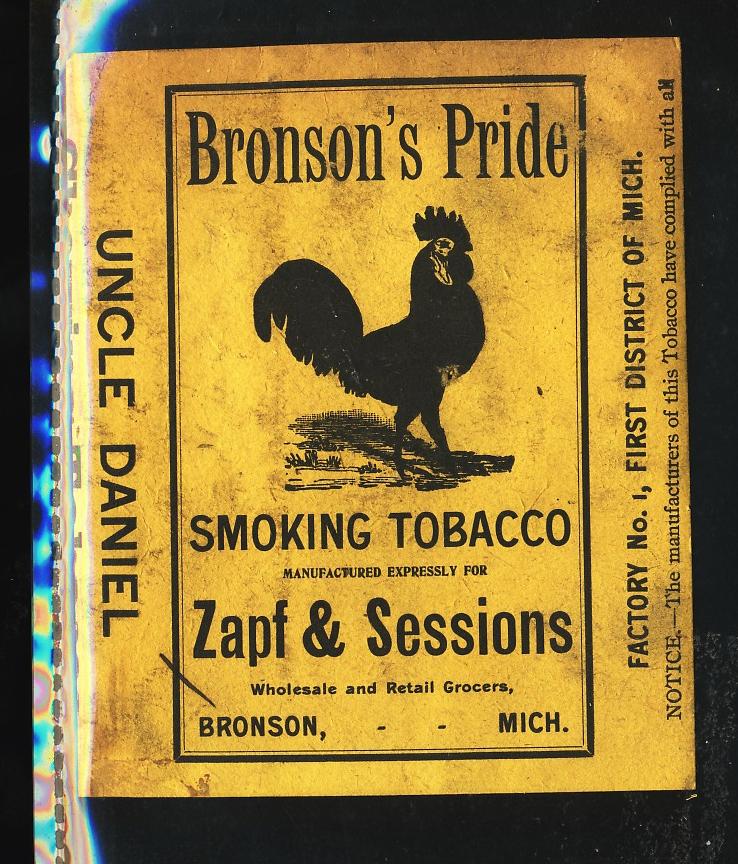 Bronson's Pride
SMOKING TOBACCO
MANUFACTURED EXPRESSLY FOR
Zapf & Sessions
Wholesale and Retail Grocers,
BRONSON, - - MICH.
UNCLE DANIEL
FACTORY No. 1, FIRST DISTRICT OF MICH.
NOTICE.—The manufacturers of this Tobacco have complied with all